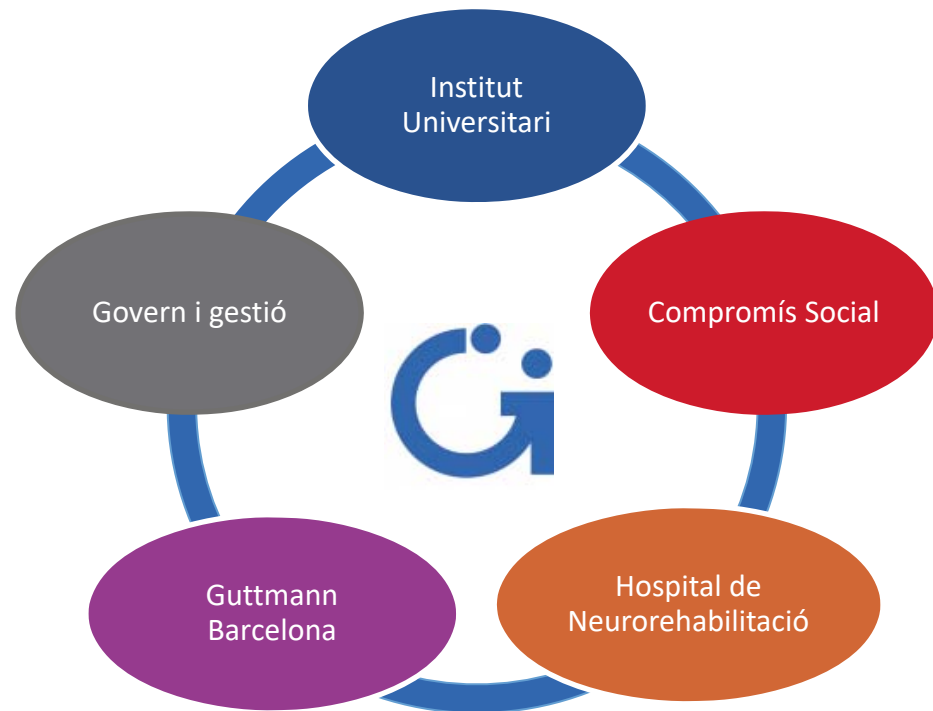 Institut
Universitari
Govern i gestió
Compromís Social
Guttmann
Barcelona
Hospital de
Neurorehabilitació